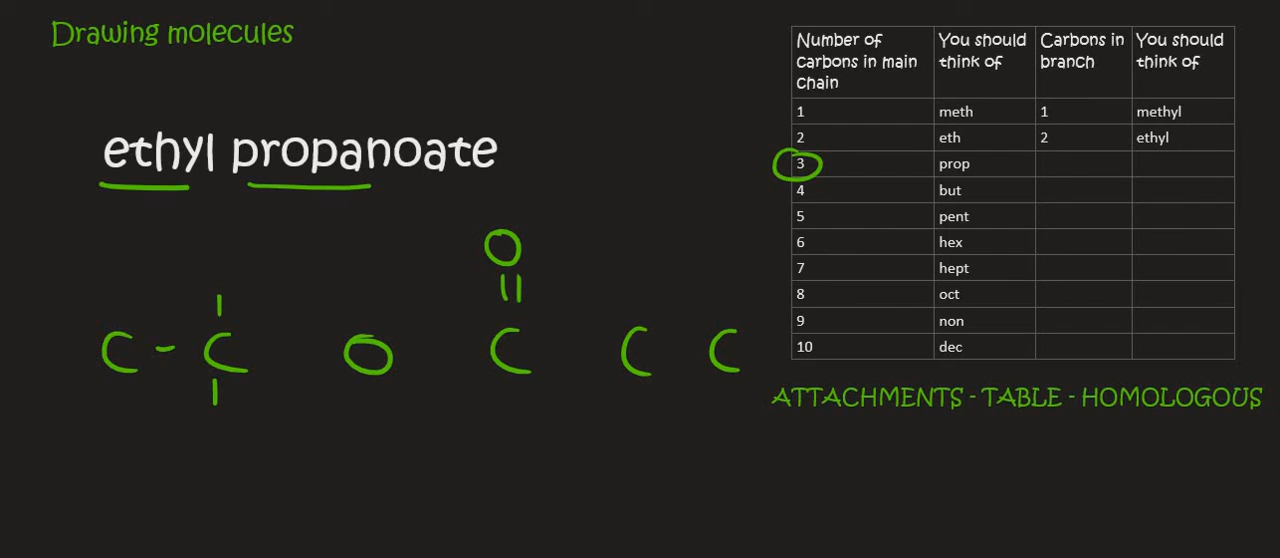 Drawing molecules
ethyl propanoate
O
||
C - C O C C C
Number of carbons in main chain You should think of Carbons in branch You should think of
1 meth 1 methyl
2 eth 2 ethyl
3 prop
4 but
5 pent
6 hex
7 hept
8 oct
9 non
10 dec
ATTACHMENTS - TABLE - HOMOLOGOUS